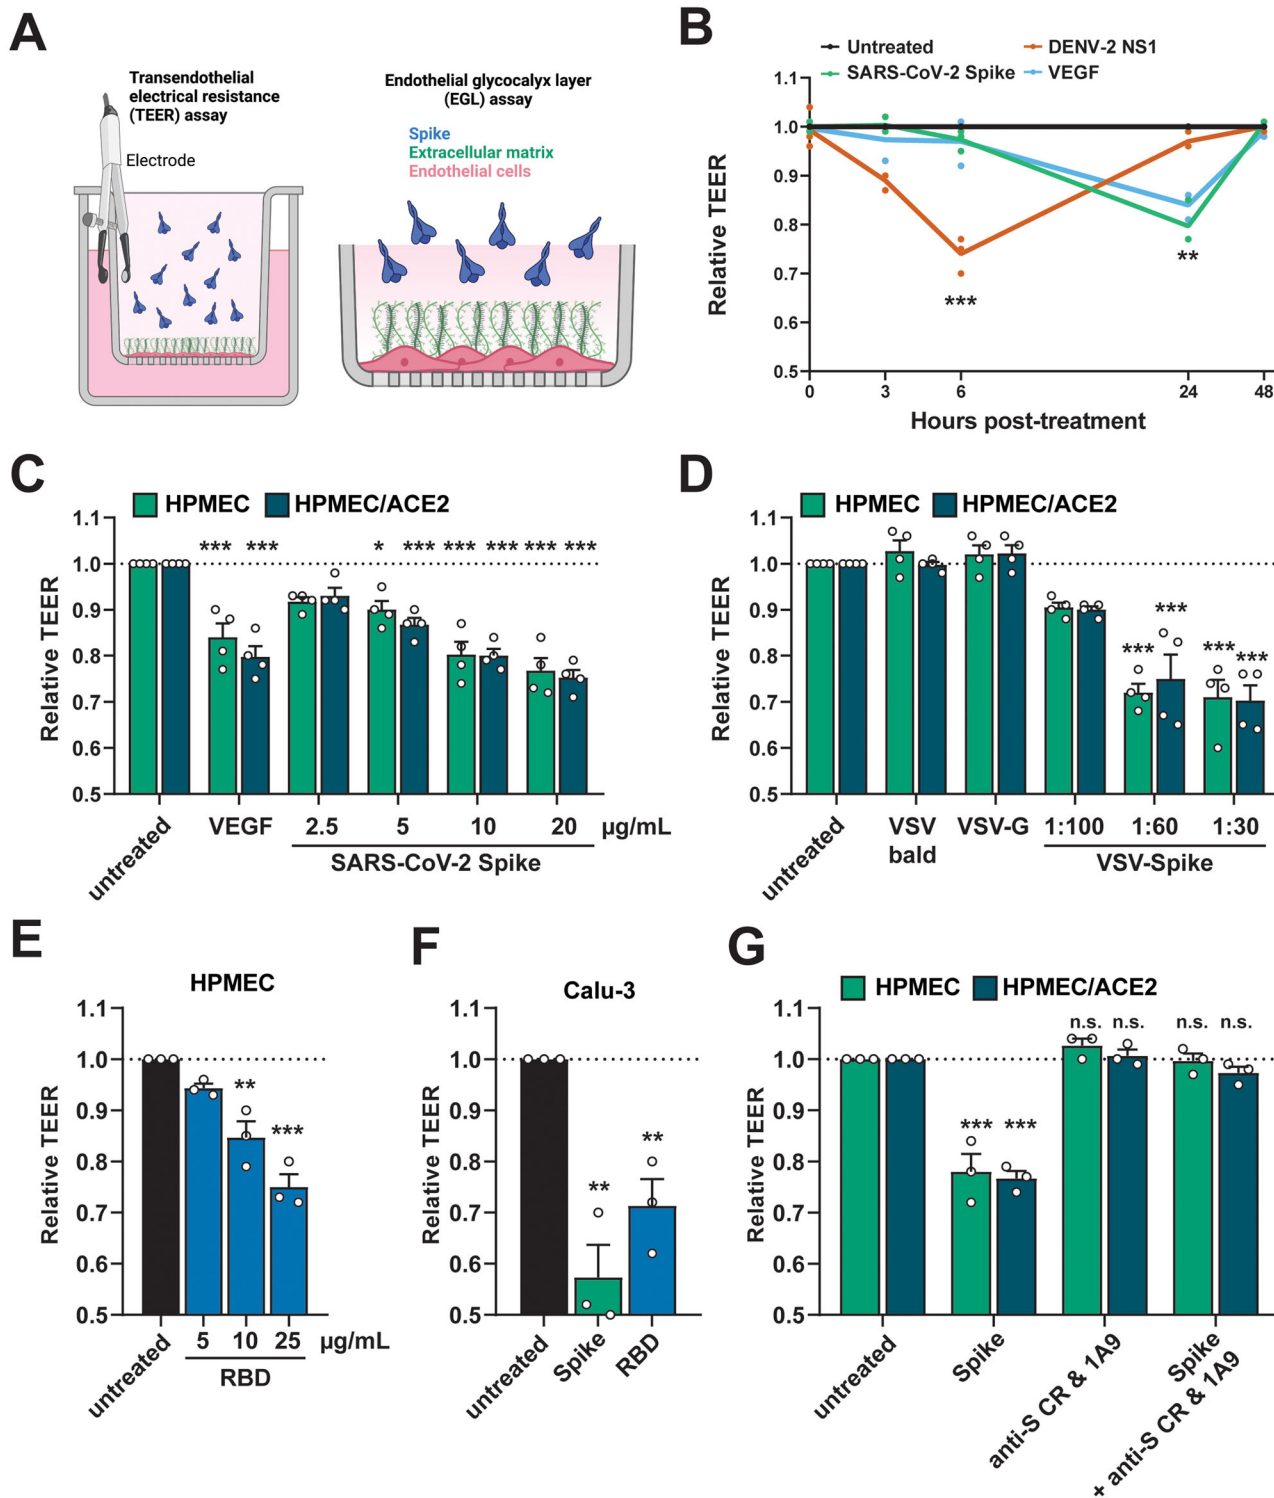 A
Transendothelial
electrical resistance
(TEER) assay
Electrode
Endothelial glycocalyx layer
(EGL) assay
Spike
Extracellular matrix
Endothelial cells
B
Untreated
DENV-2 NS1
SARS-CoV-2 Spike
VEGF
Relative TEER
1.1
1.0
0.9
0.8
0.7
0.6
0.5
***
**
0 3 6 24 48
Hours post-treatment
C
HPMEC HPMEC/ACE2
Relative TEER
1.1
1.0
0.9
0.8
0.7
0.6
0.5
*** *** * *** *** *** *** ***
untreated
VEGF 2.5 5 10 20 µg/mL
SARS-CoV-2 Spike
D
HPMEC HPMEC/ACE2
Relative TEER
1.1
1.0
0.9
0.8
0.7
0.6
0.5
*** *** *** ***
untreated
VSV
bald
VSV-G 1:100 1:60 1:30
VSV-Spike
E
HPMEC
Relative TEER
1.1
1.0
0.9
0.8
0.7
0.6
0.5
** ***
untreated
5 10 25 µg/mL
RBD
F
Calu-3
Relative TEER
1.1
1.0
0.9
0.8
0.7
0.6
0.5
** **
untreated
Spike
RBD
G
HPMEC HPMEC/ACE2
Relative TEER
1.1
1.0
0.9
0.8
0.7
0.6
0.5
*** *** n.s. n.s. n.s. n.s.
untreated
Spike
anti-S CR & 1A9
Spike
+ anti-S CR & 1A9